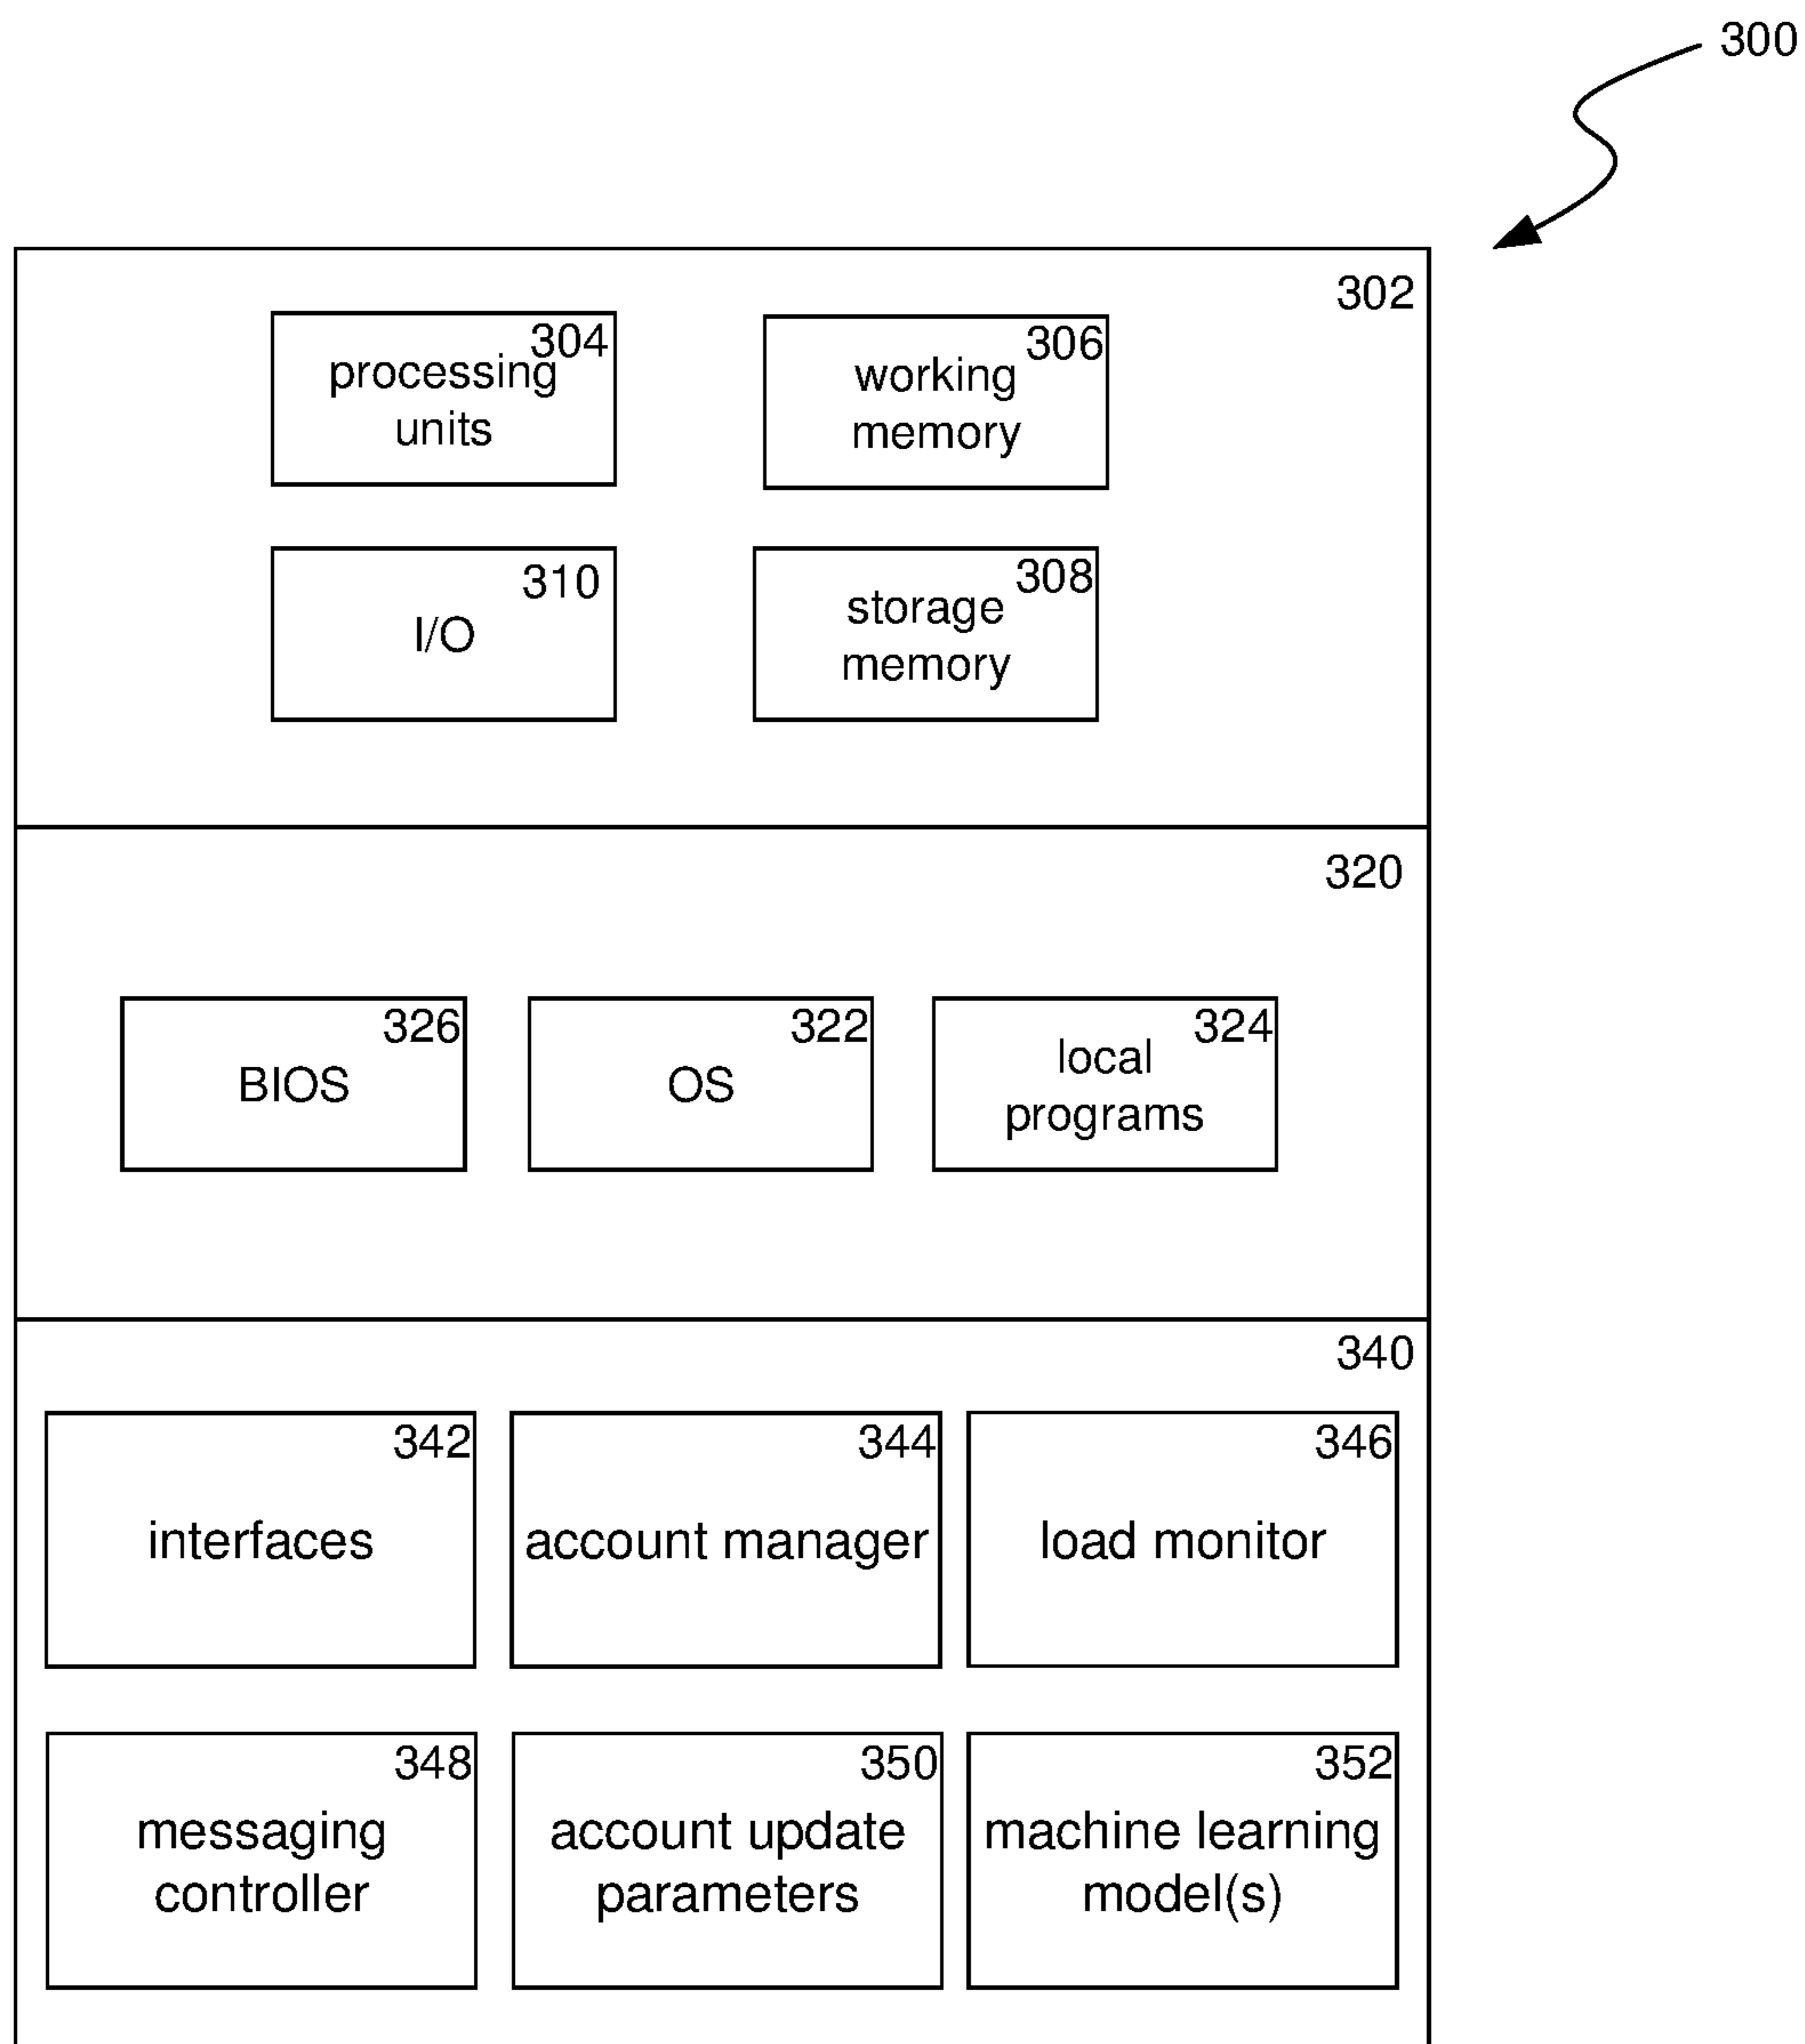 300
302
304
processing
units
306
working
memory
310
I/O
308
storage
memory
320
326
BIOS
322
OS
324
local
programs
340
342
interfaces
344
account manager
346
load monitor
348
messaging
controller
350
account update
parameters
352
machine learning
model(s)